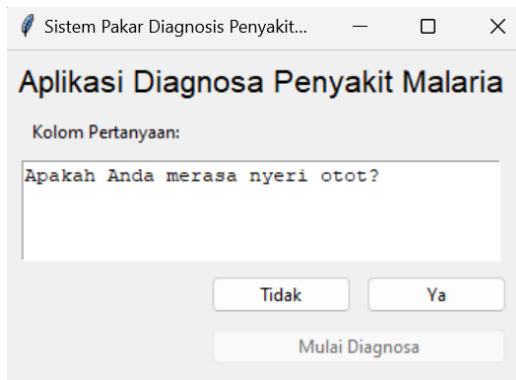 Sistem Pakar Diagnosis Penyakit...
Aplikasi Diagnosa Penyakit Malaria
Kolom Pertanyaan:
Apakah Anda merasa nyeri otot?
Tidak Ya
Mulai Diagnosa